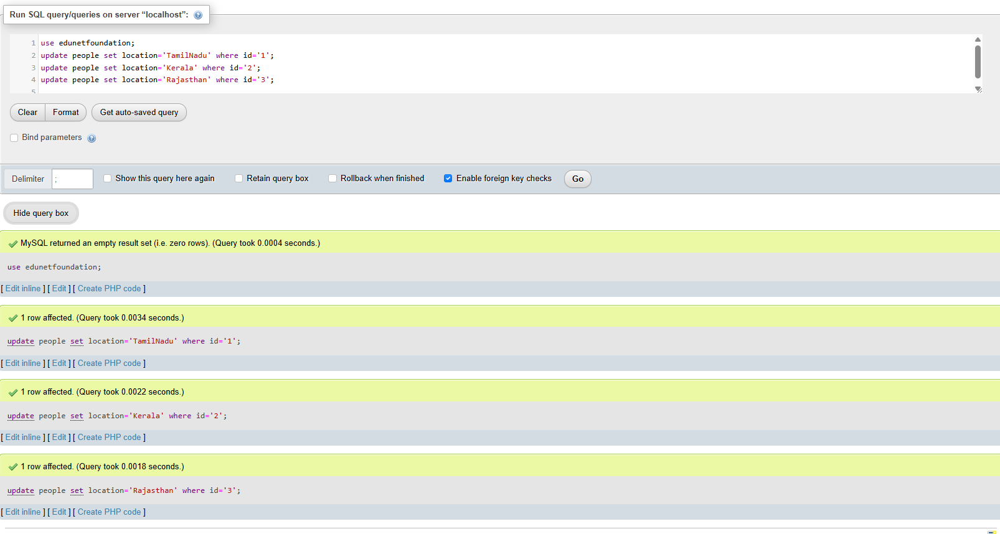 Run SQL query/queries on server “localhost”:
1 use edunetfoundation;
2 update people set location='TamilNadu' where id='1';
3 update people set location='Kerala' where id='2';
4 update people set location='Rajasthan' where id='3';
5
Clear Format Get auto-saved query
Bind parameters
Delimiter ; Show this query here again Retain query box Rollback when finished Enable foreign key checks Go
Hide query box
MySQL returned an empty result set (i.e. zero rows). (Query took 0.0004 seconds.)
use edunetfoundation;
[ Edit inline ] [ Edit ] [ Create PHP code ]
1 row affected. (Query took 0.0034 seconds.)
update people set location='TamilNadu' where id='1';
[ Edit inline ] [ Edit ] [ Create PHP code ]
1 row affected. (Query took 0.0022 seconds.)
update people set location='Kerala' where id='2';
[ Edit inline ] [ Edit ] [ Create PHP code ]
1 row affected. (Query took 0.0018 seconds.)
update people set location='Rajasthan' where id='3';
[ Edit inline ] [ Edit ] [ Create PHP code ]